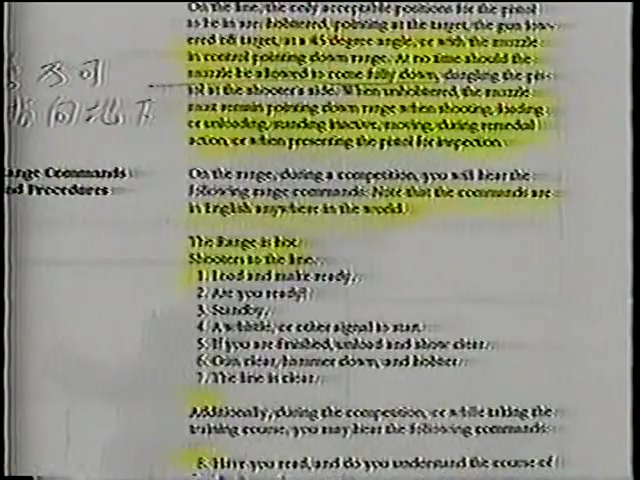 On the line, the only acceptable positions for the pistol
to be in are: holstered, pointing at the target, the gun low-
ered off target, at a 45 degree angle, or with the muzzle
in control pointing down range. At no time should the
muzzle be allowed to come fully down, dangling the pis-
tol at the shooter's side. When unholstered, the muzzle
must remain pointing down range when shooting, loading
or unloading, standing inactive, moving, during remedial
action, or when presenting the pistol for inspection.
不可
向地下
ange Commands
nd Procedures
On the range, during a competition, you will hear the
following range commands. Note that the commands are
in English anywhere in the world.
The Range is Hot
Shooters to the line.
1. Load and make ready.
2. Are you ready?
3. Standby.
4. A whistle, or other signal to start.
5. If you are finished, unload and show clear.
6. Gun clear, hammer down, and holster.
7. The line is clear.
Additionally, during the competition, or while taking the
training course, you may hear the following commands:
8. Have you read, and do you understand the course of